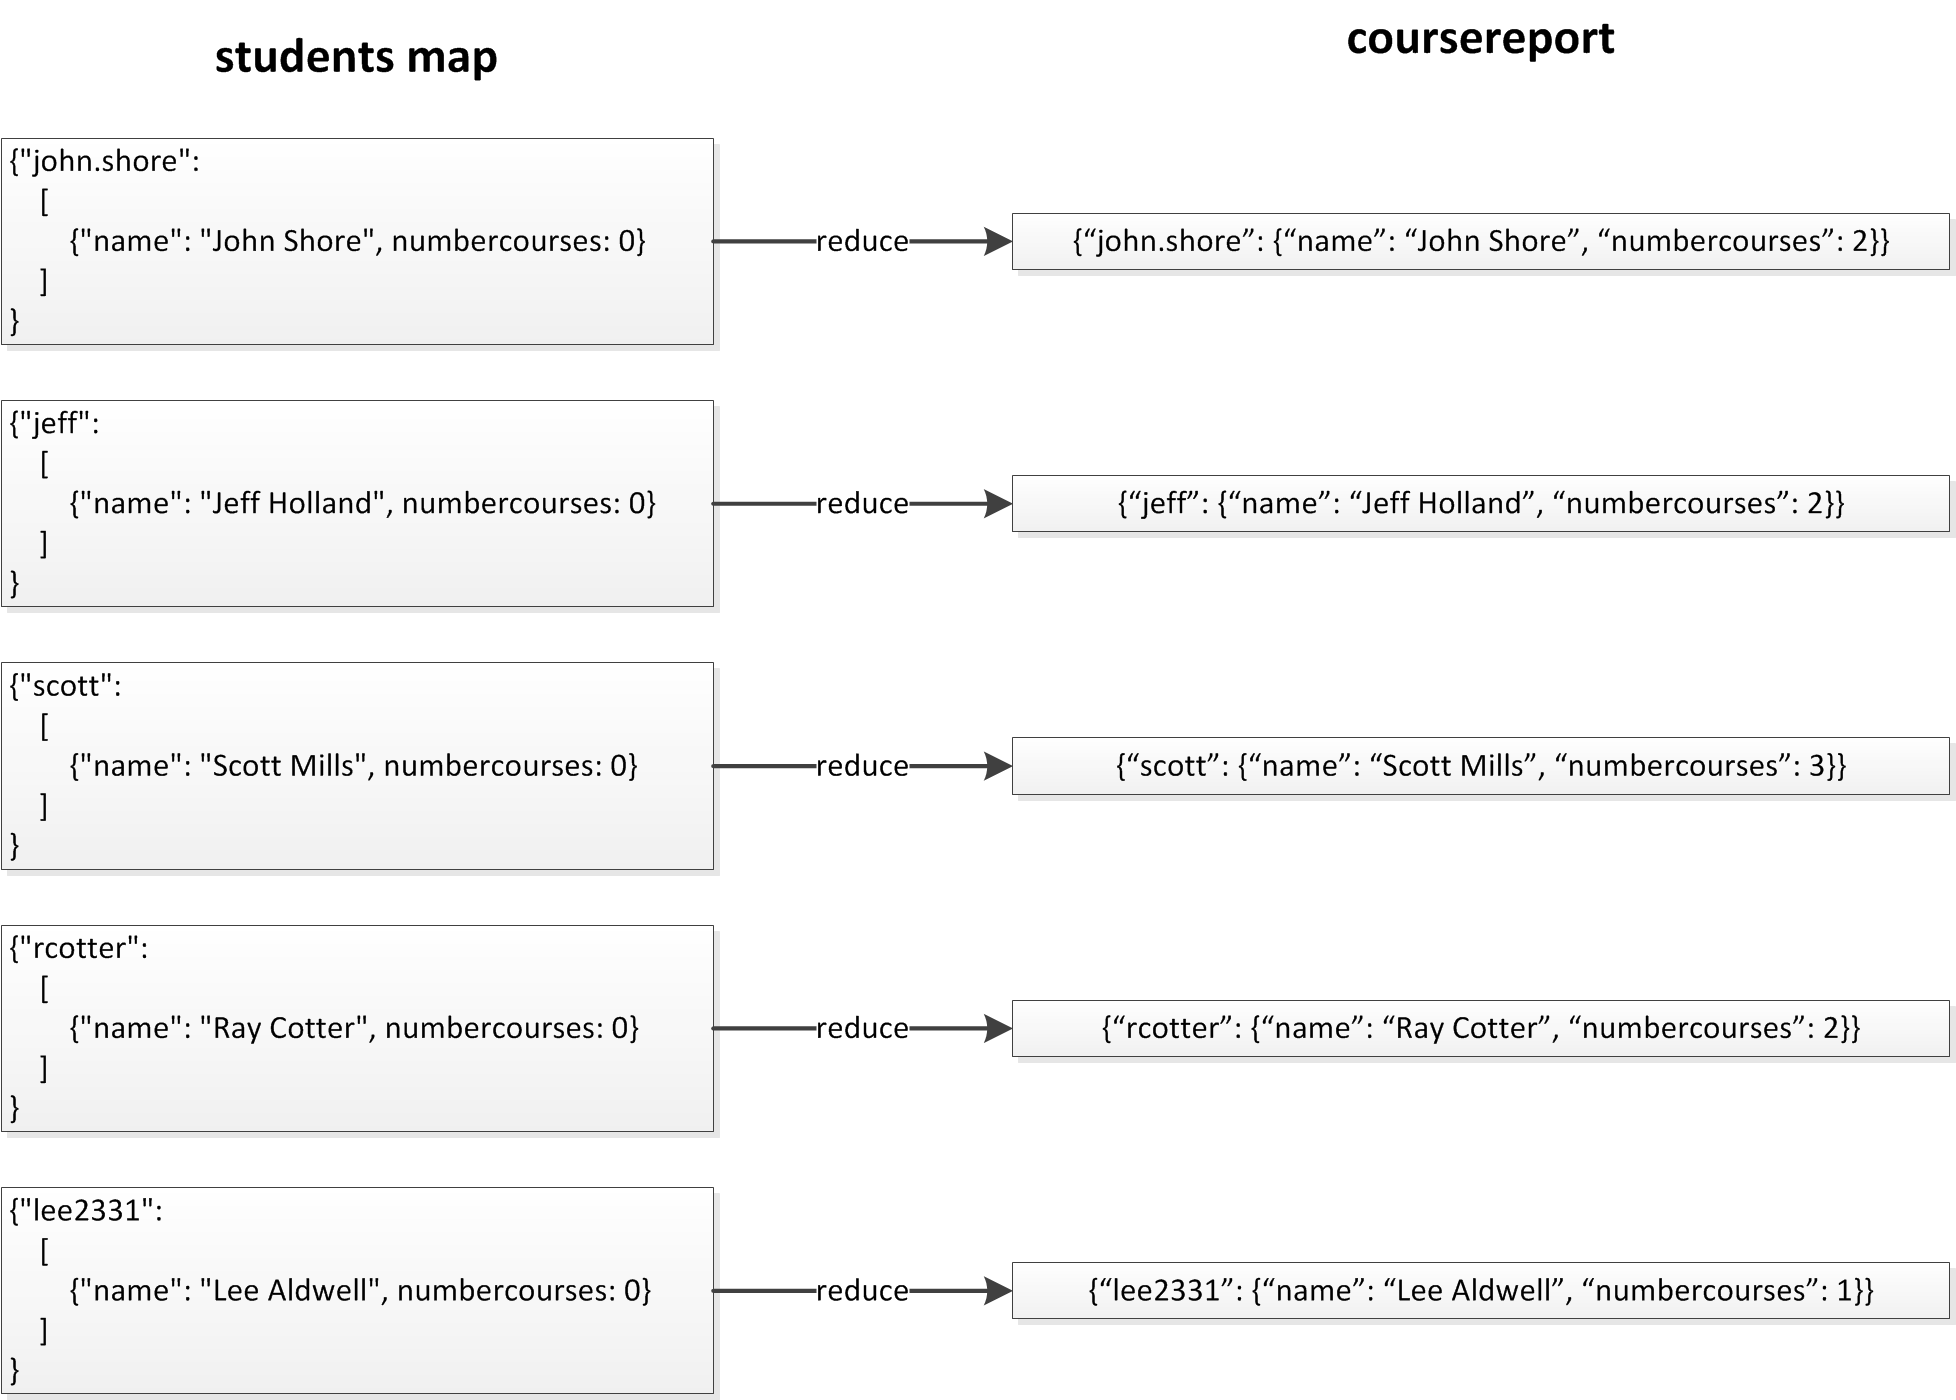 students map
coursereport
{"john.shore":
[
{"name": "John Shore", numbercourses: 0}
]
}
reduce
{“john.shore”: {“name”: “John Shore”, “numbercourses”: 2}}
{"jeff":
[
{"name": "Jeff Holland", numbercourses: 0}
]
}
reduce
{“jeff”: {“name”: “Jeff Holland”, “numbercourses”: 2}}
{"scott":
[
{"name": "Scott Mills", numbercourses: 0}
]
}
reduce
{“scott”: {“name”: “Scott Mills”, “numbercourses”: 3}}
{"rcotter":
[
{"name": "Ray Cotter", numbercourses: 0}
]
}
reduce
{“rcotter”: {“name”: “Ray Cotter”, “numbercourses”: 2}}
{"lee2331":
[
{"name": "Lee Aldwell", numbercourses: 0}
]
}
reduce
{“lee2331”: {“name”: “Lee Aldwell”, “numbercourses”: 1}}